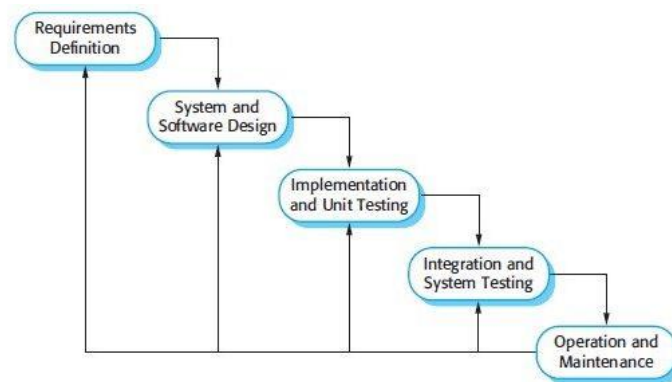 Requirements
Definition
System and
Software Design
Implementation
and Unit Testing
Integration and
System Testing
Operation and
Maintenance